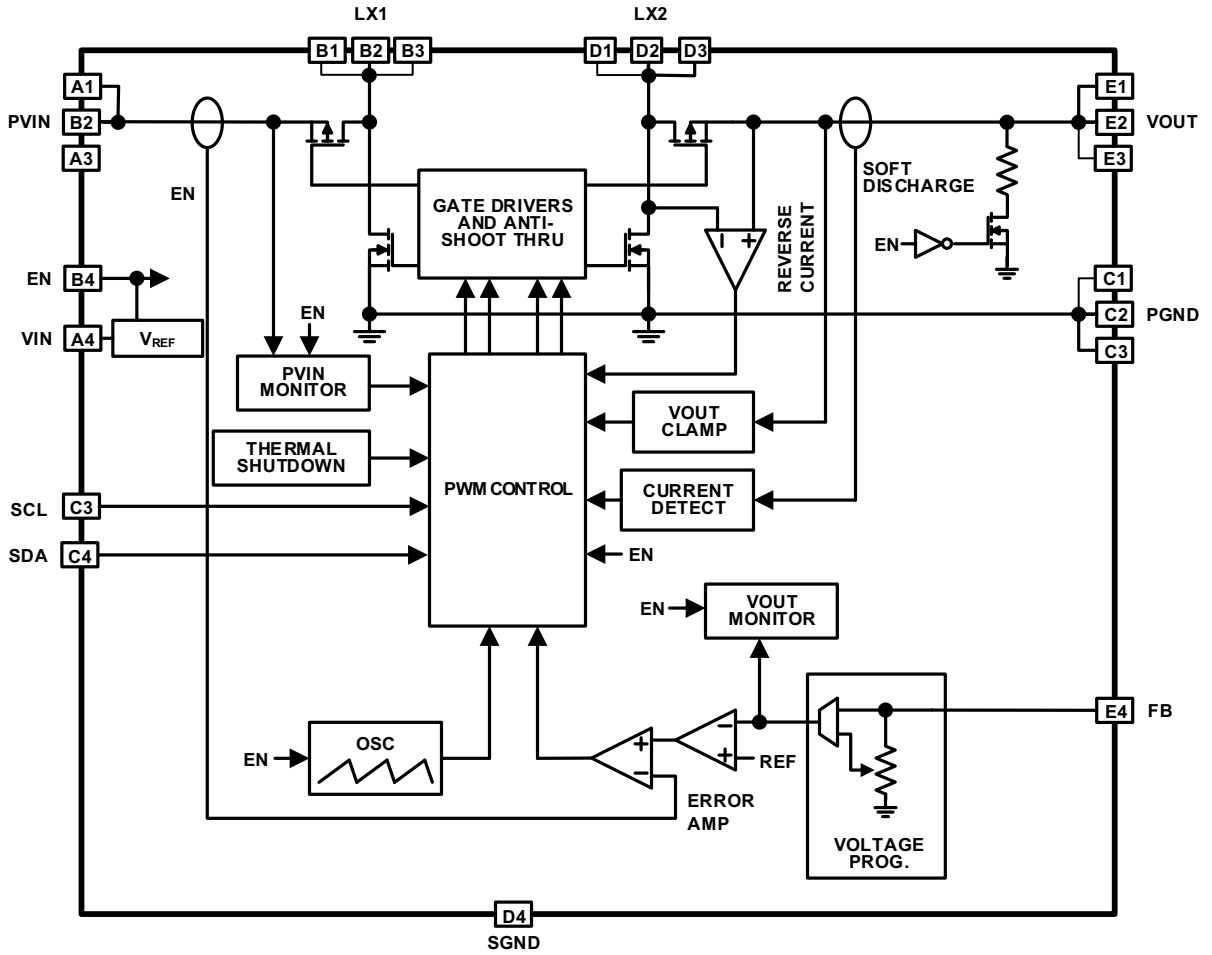 LX1
LX2
B1 B2 B3
D1 D2 D3
A1
PVIN B2
A3
E1
E2 VOUT
E3
EN
SOFT
DISCHARGE
GATE DRIVERS
AND ANTI-
SHOOT THRU
– +
REVERSE
CURRENT
EN
EN B4
VIN A4
VREF
EN
C1
C2 PGND
C3
PVIN
MONITOR
THERMAL
SHUTDOWN
PWM CONTROL
VOUT
CLAMP
CURRENT
DETECT
SCL C3
SDA C4
EN
EN
VOUT
MONITOR
E4 FB
EN
OSC
+
–
–
+
REF
ERROR
AMP
VOLTAGE
PROG.
D4
SGND